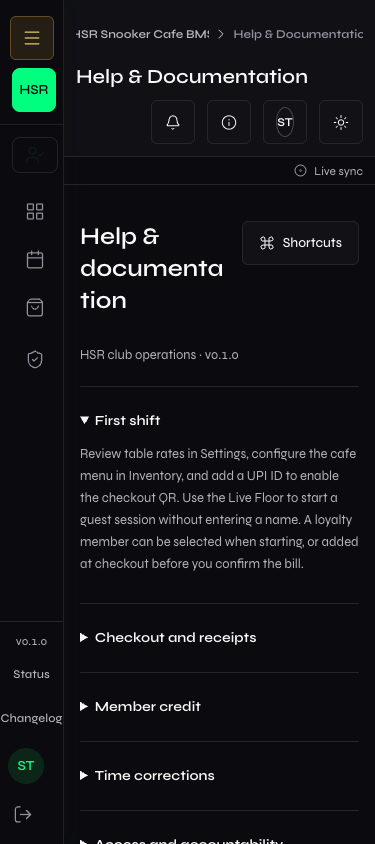 HSR
HSR Snooker Cafe BMS > Help & Documentatic
Help & Documentation
ST
Live sync
Help &
documenta
tion
Shortcuts
HSR club operations · v0.1.0
First shift
Review table rates in Settings, configure the cafe
menu in Inventory, and add a UPI ID to enable
the checkout QR. Use the Live Floor to start a
guest session without entering a name. A loyalty
member can be selected when starting, or added
at checkout before you confirm the bill.
Checkout and receipts
Member credit
Time corrections
Access and accountability
v0.1.0
Status
Changelog
ST